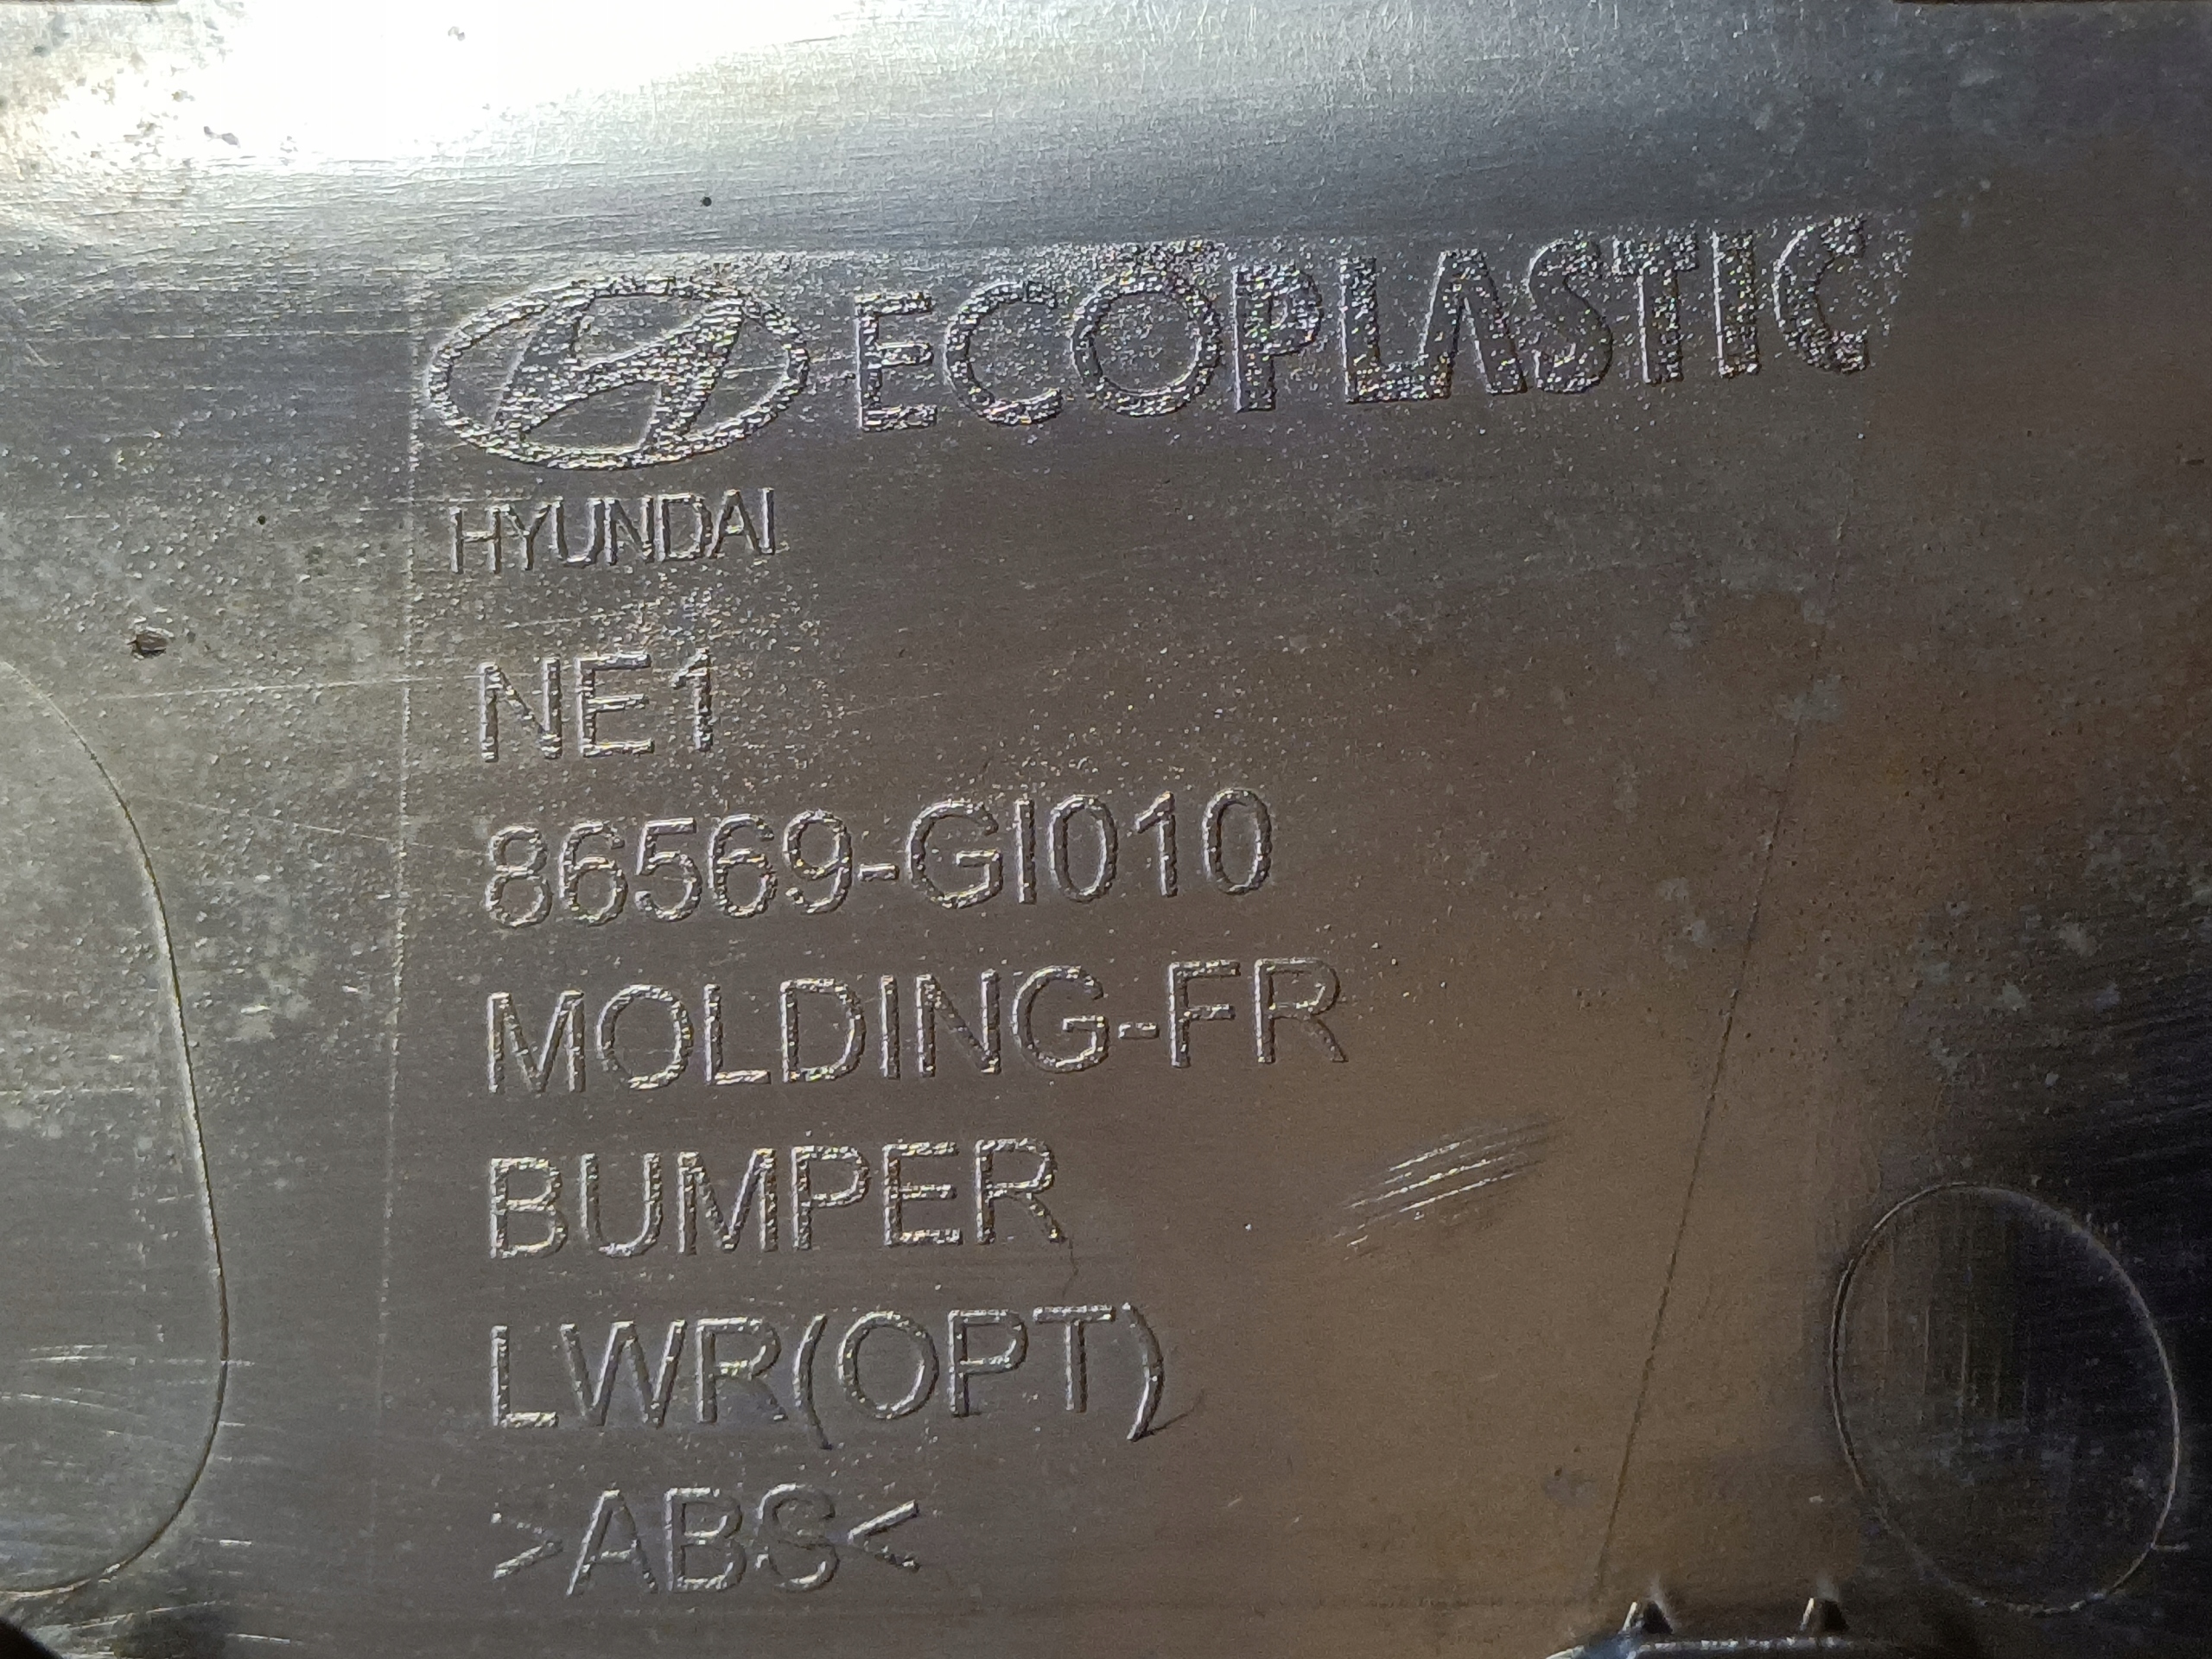 ECOPLASTIC
HYUNDAI
NE1
86569-GI010
MOLDING-FR
BUMPER
LWR(OPT)
>ABS<